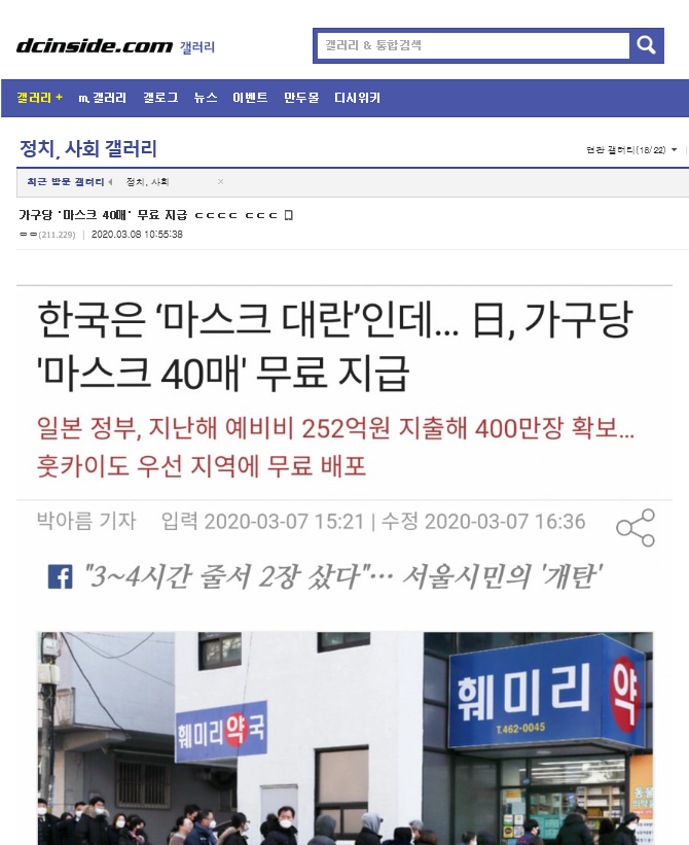 dcinside.com 갤러리
갤러리 & 통합검색
갤러리 + m.갤러리 갤로그 뉴스 이벤트 만두몰 디시위키
정치, 사회 갤러리
연관 갤러리(18/22)
최근 방문 갤러리 정치, 사회 ×
가구당 '마스크 40매' 무료 지급 ㄷㄷㄷㄷ ㄷㄷㄷ
ㅁㅁ(211.229) | 2020.03.08 10:55:38
한국은 ‘마스크 대란’인데… 日, 가구당
'마스크 40매' 무료 지급
일본 정부, 지난해 예비비 252억원 지출해 400만장 확보…
홋카이도 우선 지역에 무료 배포
박아름 기자 입력 2020-03-07 15:21 | 수정 2020-03-07 16:36
"3~4시간 줄서 2장 샀다"… 서울시민의 '개탄'
훼미리약
T.462-0045
훼미리약국